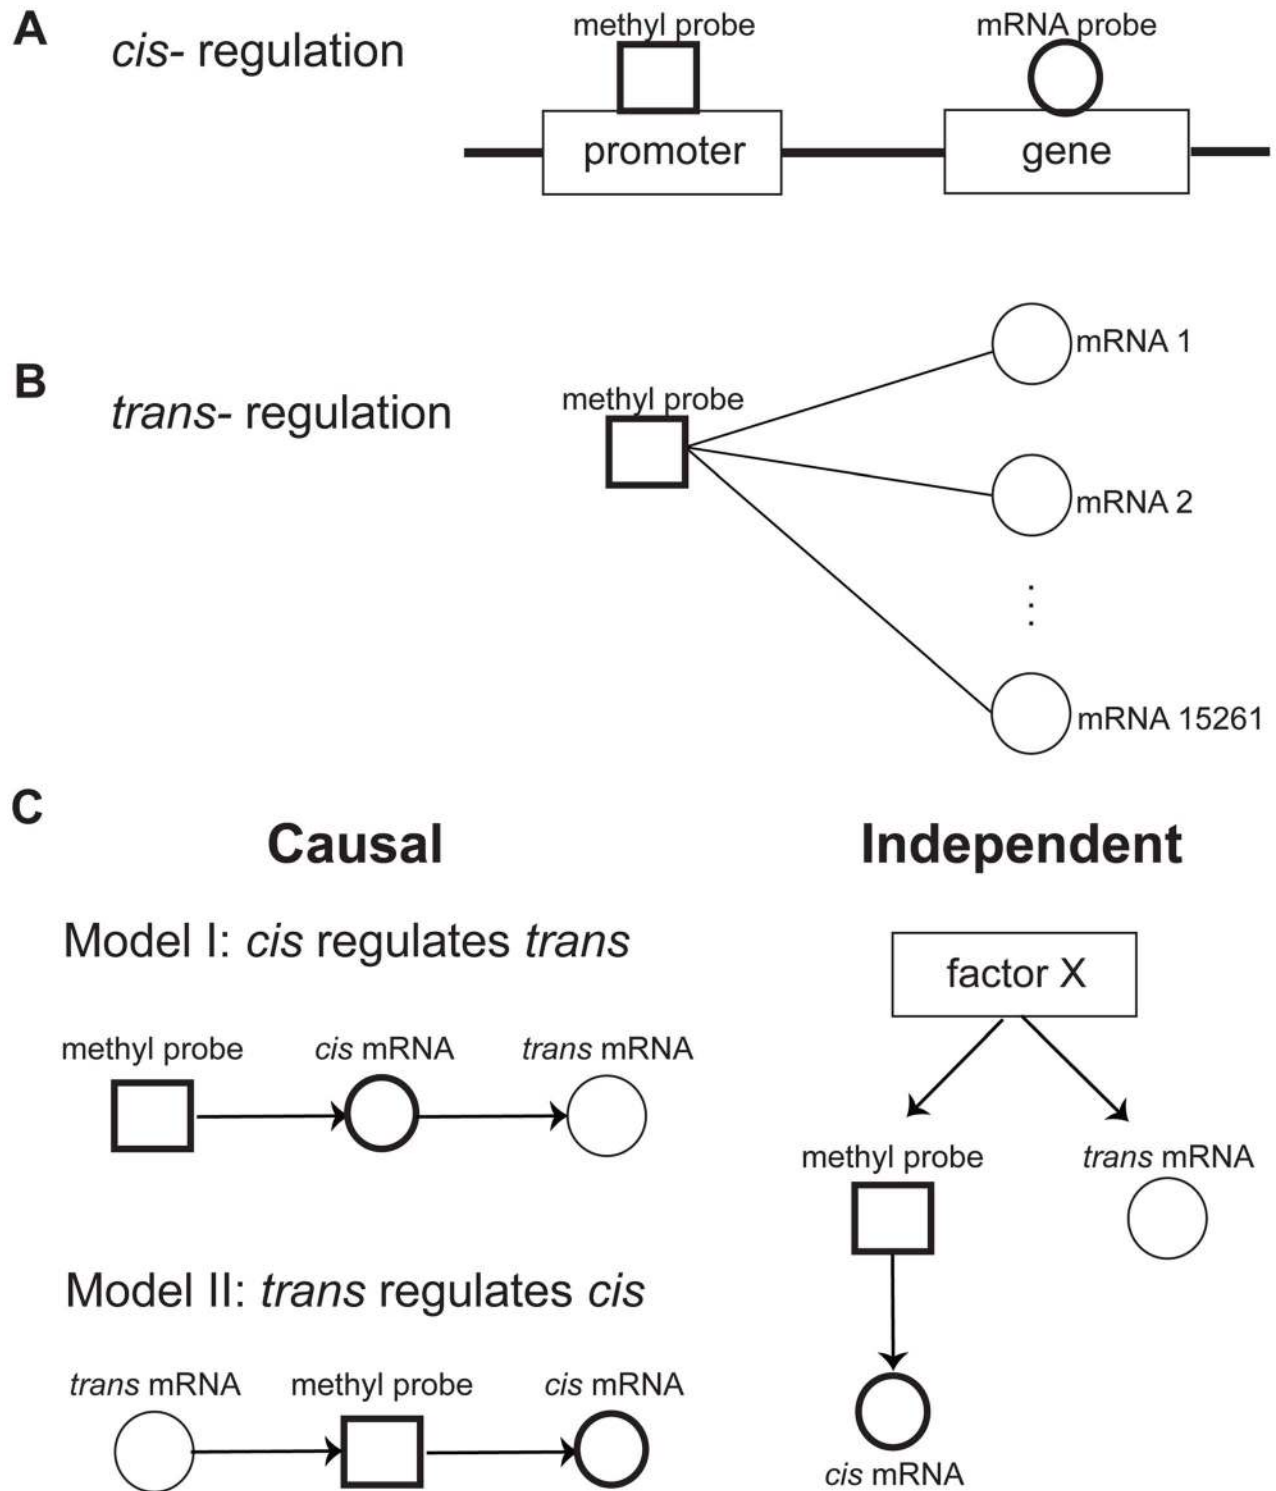 A
cis- regulation
methyl probe
mRNA probe
promoter
gene
B
trans- regulation
methyl probe
mRNA 1
mRNA 2
⋮
mRNA 15261
C
Causal
Independent
Model I: cis regulates trans
methyl probe
cis mRNA
trans mRNA
factor X
methyl probe
trans mRNA
cis mRNA
Model II: trans regulates cis
trans mRNA
methyl probe
cis mRNA